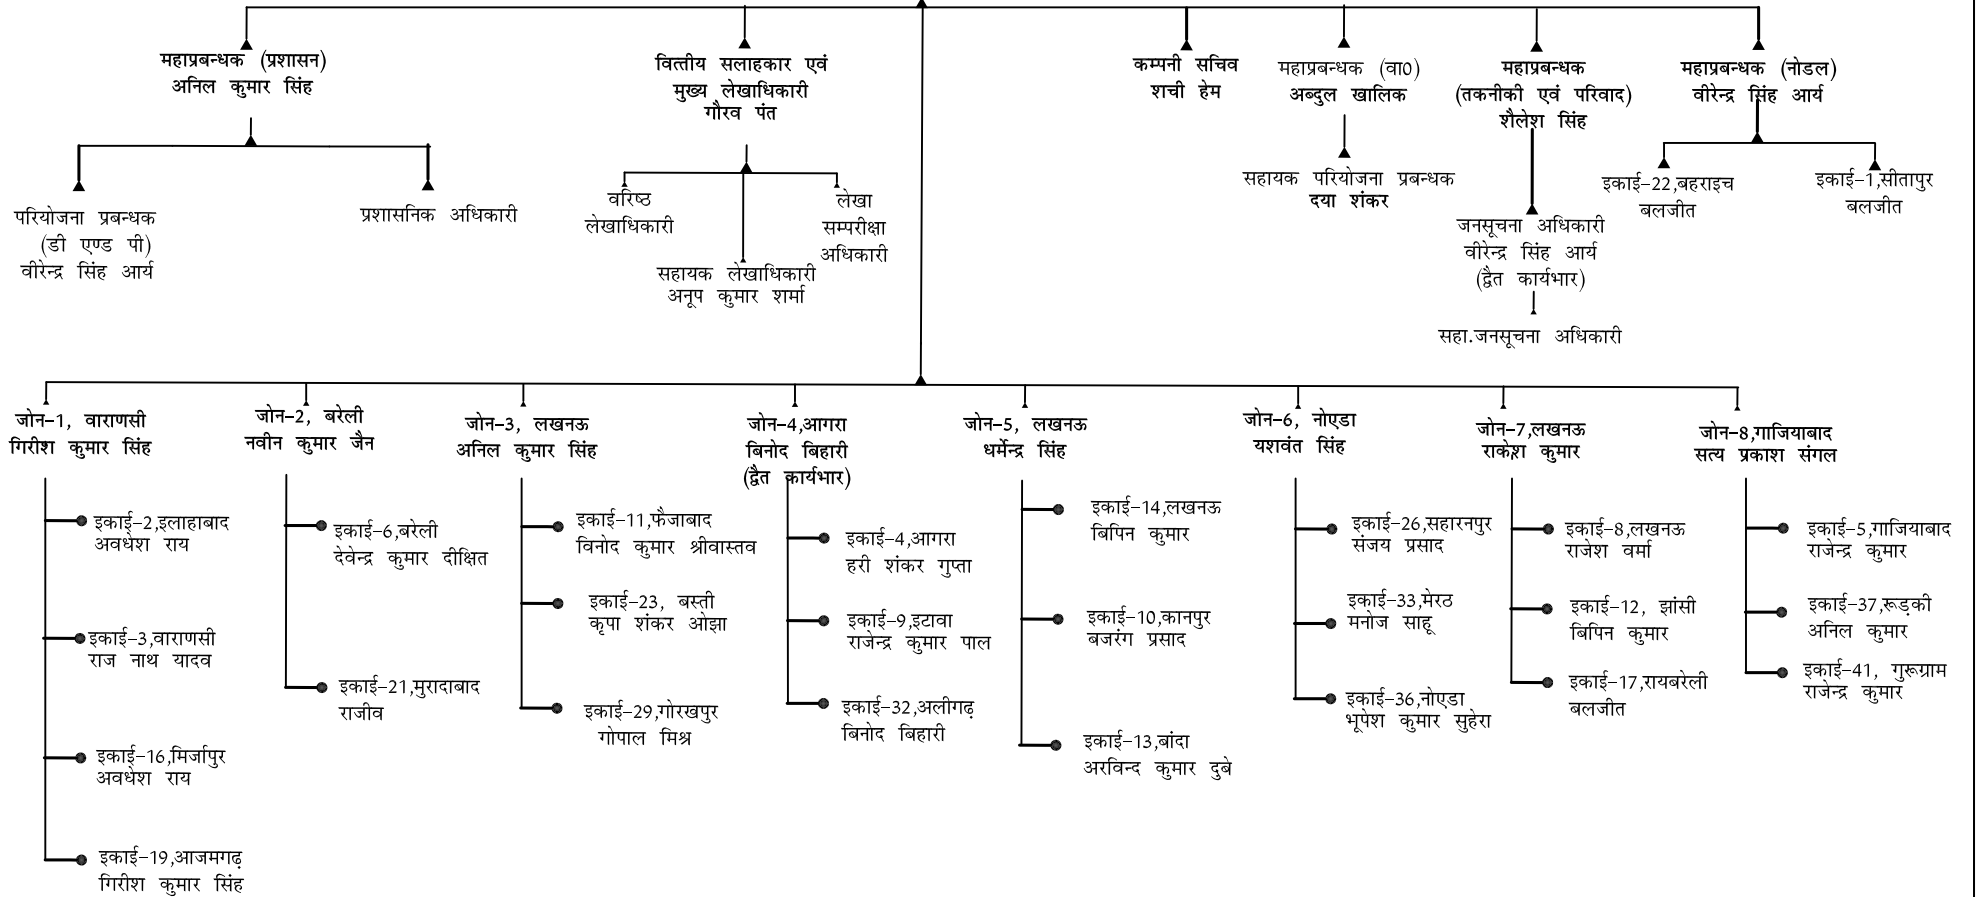 महाप्रबन्धक (प्रशासन)
अनिल कुमार सिंह
वित्तीय सलाहकार एवं
मुख्य लेखाधिकारी
गौरव पंत
कम्पनी सचिव
शची हेम
महाप्रबन्धक (वा0)
अब्दुल खालिक
महाप्रबन्धक
(तकनीकी एवं परिवाद)
शैलेश सिंह
महाप्रबन्धक (नोडल)
वीरेन्द्र सिंह आर्य
परियोजना प्रबन्धक
(डी एण्ड पी)
वीरेन्द्र सिंह आर्य
प्रशासनिक अधिकारी
वरिष्ठ
लेखाधिकारी
सहायक लेखाधिकारी
अनूप कुमार शर्मा
लेखा
सम्परीक्षा
अधिकारी
सहायक परियोजना प्रबन्धक
दया शंकर
जनसूचना अधिकारी
वीरेन्द्र सिंह आर्य
(द्वैत कार्यभार)
सहा.जनसूचना अधिकारी
इकाई-22,बहराइच
बलजीत
इकाई-1,सीतापुर
बलजीत
जोन-1, वाराणसी
गिरीश कुमार सिंह
इकाई-2,इलाहाबाद
अवधेश राय
इकाई-3,वाराणसी
राज नाथ यादव
इकाई-16,मिर्जापुर
अवधेश राय
इकाई-19,आजमगढ़
गिरीश कुमार सिंह
जोन-2, बरेली
नवीन कुमार जैन
इकाई-6,बरेली
देवेन्द्र कुमार दीक्षित
इकाई-21,मुरादाबाद
राजीव
जोन-3, लखनऊ
अनिल कुमार सिंह
इकाई-11,फैजाबाद
विनोद कुमार श्रीवास्तव
इकाई-23, बस्ती
कृपा शंकर ओझा
इकाई-29,गोरखपुर
गोपाल मिश्र
जोन-4,आगरा
बिनोद बिहारी
(द्वैत कार्यभार)
इकाई-4,आगरा
हरी शंकर गुप्ता
इकाई-9,इटावा
राजेन्द्र कुमार पाल
इकाई-32,अलीगढ़
बिनोद बिहारी
जोन-5, लखनऊ
धर्मेन्द्र सिंह
इकाई-14,लखनऊ
बिपिन कुमार
इकाई-10,कानपुर
बजरंग प्रसाद
इकाई-13,बांदा
अरविन्द कुमार दुबे
जोन-6, नोएडा
यशवंत सिंह
इकाई-26,सहारनपुर
संजय प्रसाद
इकाई-33,मेरठ
मनोज साहू
इकाई-36,नोएडा
भूपेश कुमार सुहेरा
जोन-7,लखनऊ
राकेश कुमार
इकाई-8,लखनऊ
राजेश वर्मा
इकाई-12, झांसी
बिपिन कुमार
इकाई-17,रायबरेली
बलजीत
जोन-8,गाजियाबाद
सत्य प्रकाश संगल
इकाई-5,गाजियाबाद
राजेन्द्र कुमार
इकाई-37,रूड़की
अनिल कुमार
इकाई-41, गुरूग्राम
राजेन्द्र कुमार